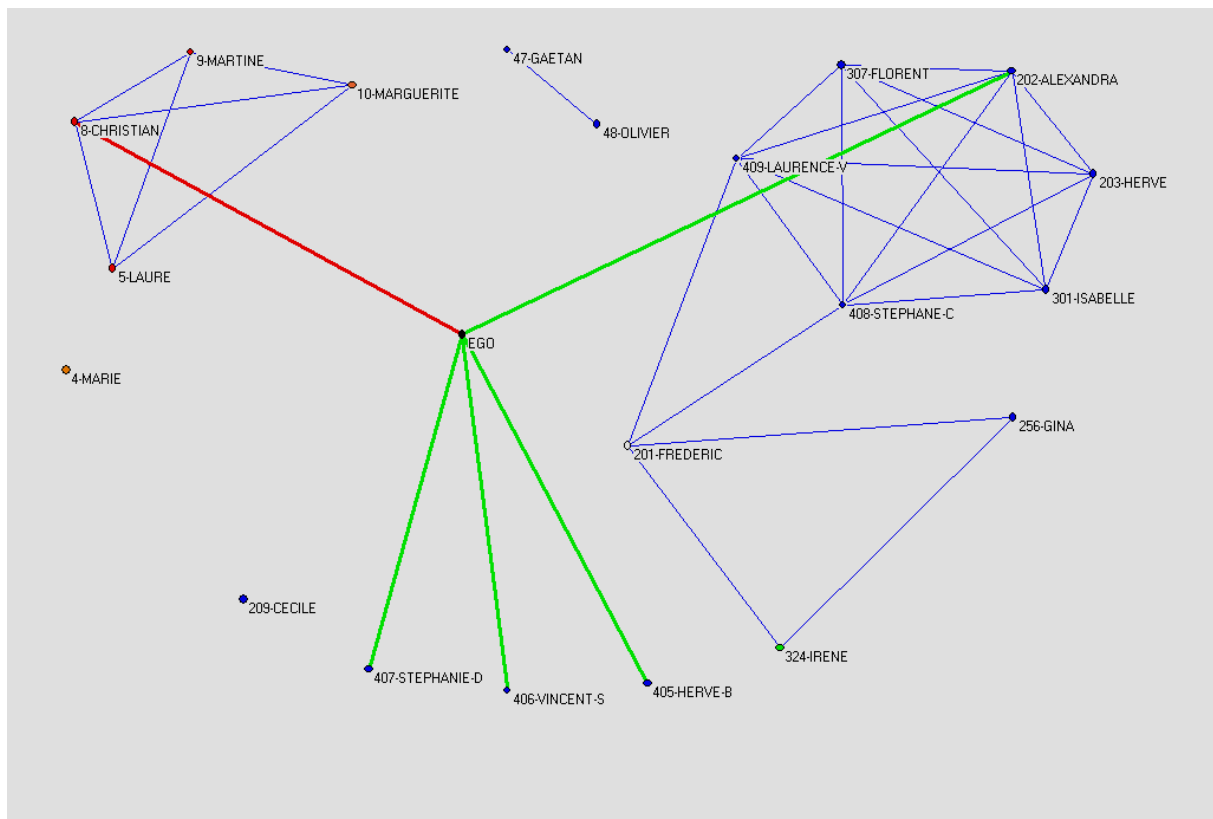 9-MARTINE
47-GAETAN
307-FLORENT
202-ALEXANDRA
10-MARGUERITE
8-CHRISTIAN
48-OLIVIER
409-LAURENCE-V
203-HERVE
5-LAURE
301-ISABELLE
408-STEPHANE-C
EGO
4-MARIE
256-GINA
201-FREDERIC
209-CECILE
324-IRENE
407-STEPHANIE-D
406-VINCENT-S
405-HERVE-B